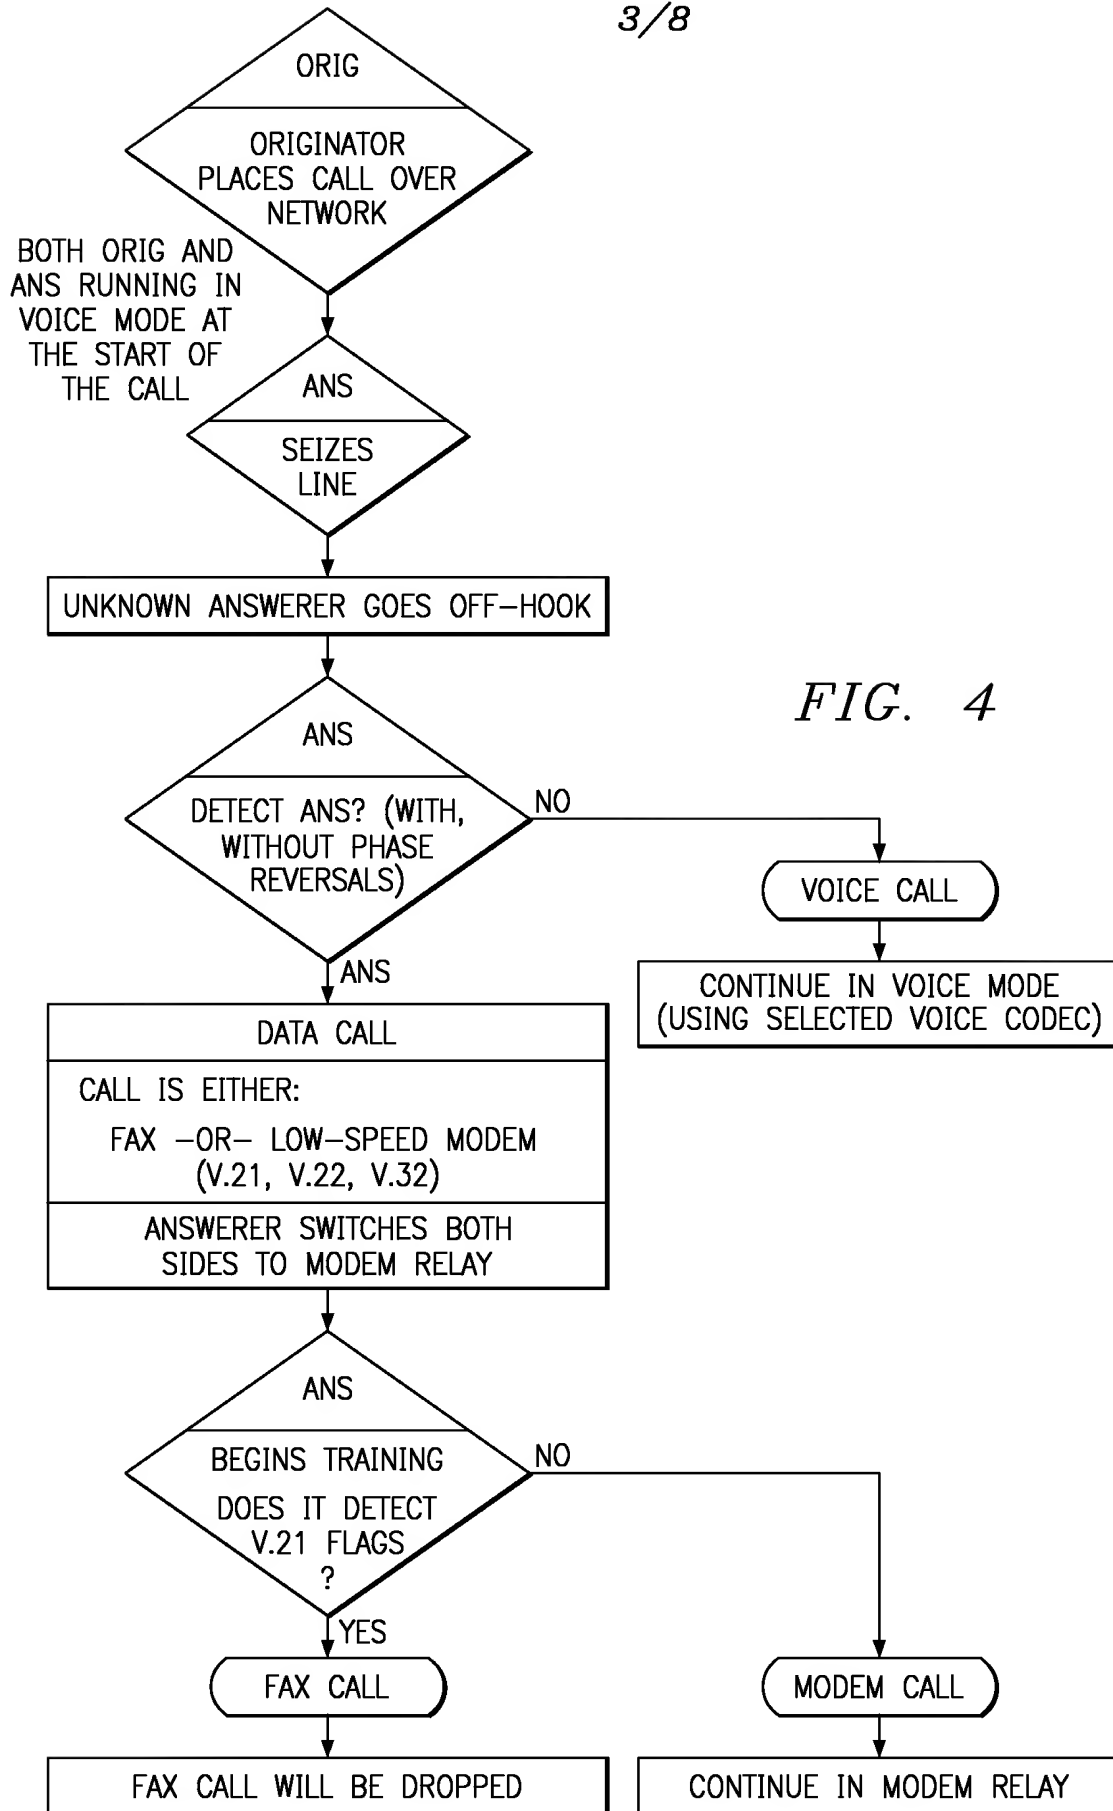 3/8
ORIG
ORIGINATOR
PLACES CALL OVER
NETWORK
BOTH ORIG AND
ANS RUNNING IN
VOICE MODE AT
THE START OF
THE CALL
ANS
SEIZES
LINE
UNKNOWN ANSWERER GOES OFF-HOOK
FIG. 4
ANS
DETECT ANS? (WITH,
WITHOUT PHASE
REVERSALS)
NO
VOICE CALL
CONTINUE IN VOICE MODE
(USING SELECTED VOICE CODEC)
ANS
DATA CALL
CALL IS EITHER:
FAX -OR- LOW-SPEED MODEM
(V.21, V.22, V.32)
ANSWERER SWITCHES BOTH
SIDES TO MODEM RELAY
ANS
BEGINS TRAINING
DOES IT DETECT
V.21 FLAGS
?
NO
YES
FAX CALL
MODEM CALL
FAX CALL WILL BE DROPPED
CONTINUE IN MODEM RELAY